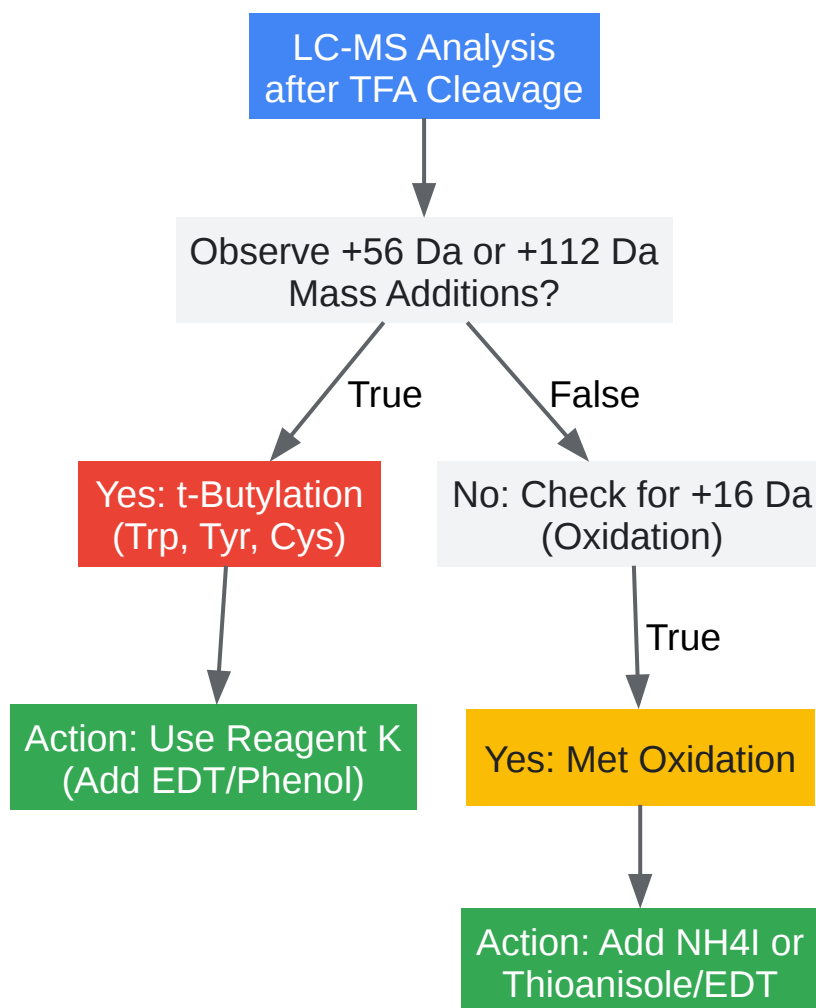 LC-MS Analysis
after TFA Cleavage
Observe +56 Da or +112 Da
Mass Additions?
True
False
Yes: t-Butylation
(Trp, Tyr, Cys)
No: Check for +16 Da
(Oxidation)
True
Action: Use Reagent K
(Add EDT/Phenol)
Yes: Met Oxidation
Action: Add NH4I or
Thioanisole/EDT